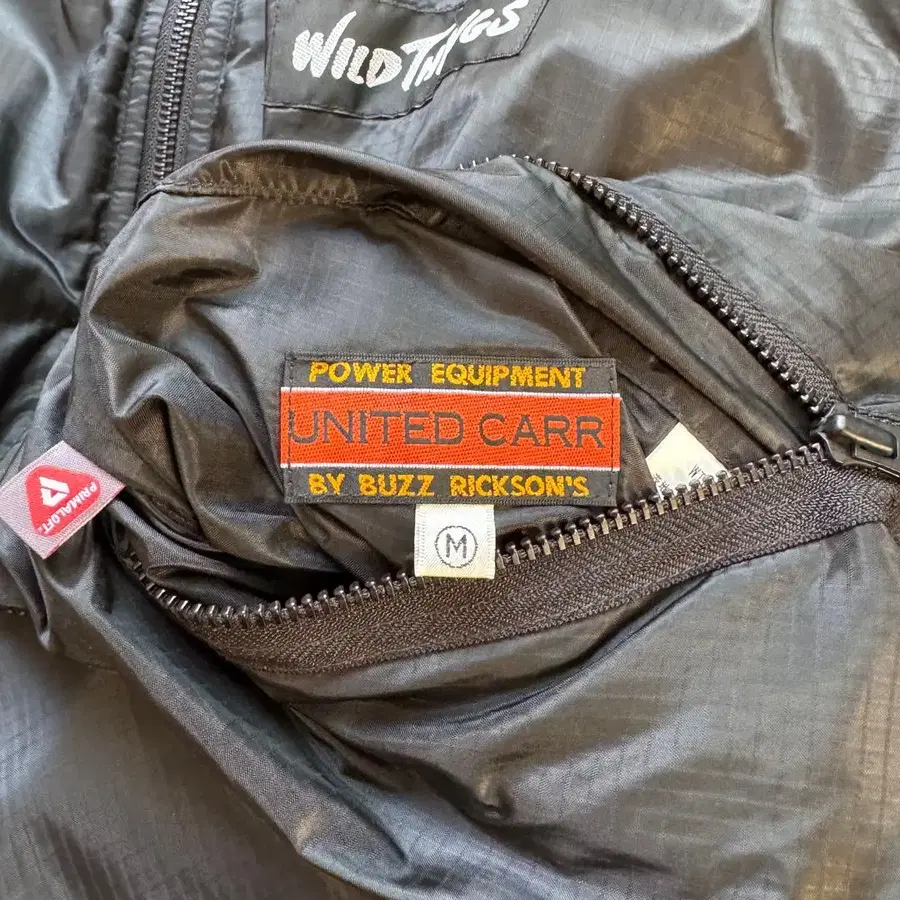 WILD THINGS
POWER EQUIPMENT
UNITED CARR
BY BUZZ RICKSON'S
PRIMALOFT
M